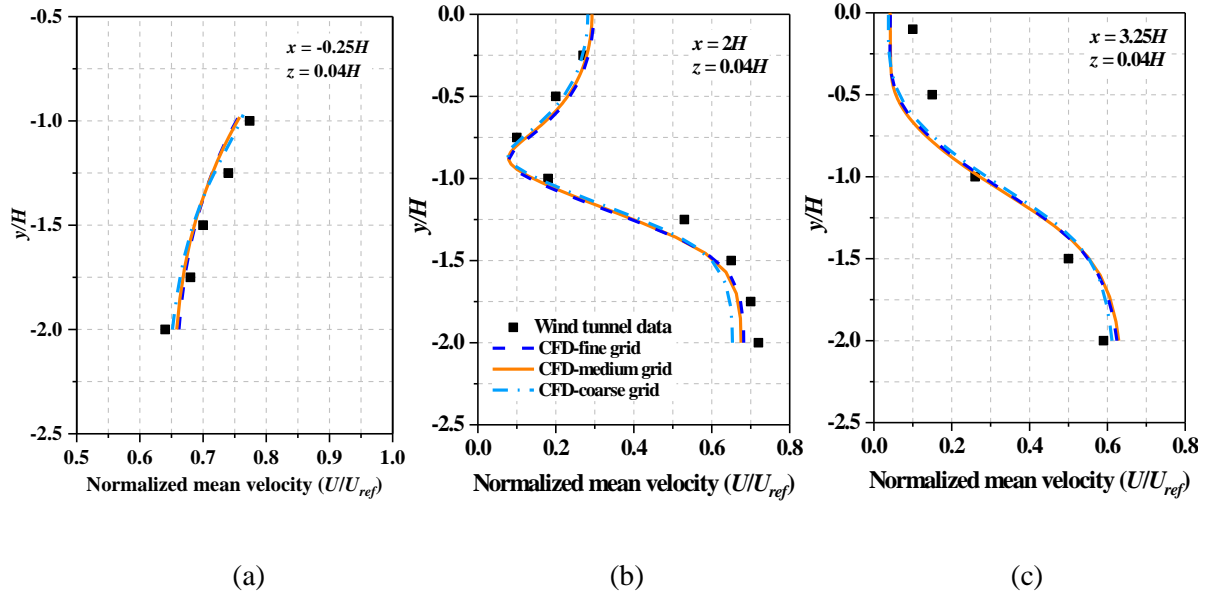 -0.5
-1.0
-1.5
-2.0
-2.5
y/H
x = -0.25H
z = 0.04H
0.5 0.6 0.7 0.8 0.9 1.0
Normalized mean velocity (U/Uref)
(a)
0.0
-0.5
-1.0
-1.5
-2.0
-2.5
y/H
x = 2H
z = 0.04H
Wind tunnel data
CFD-fine grid
CFD-medium grid
CFD-coarse grid
0.0 0.2 0.4 0.6 0.8
Normalized mean velocity (U/Uref)
(b)
0.0
-0.5
-1.0
-1.5
-2.0
-2.5
y/H
x = 3.25H
z = 0.04H
0.0 0.2 0.4 0.6 0.8
Normalized mean velocity (U/Uref)
(c)